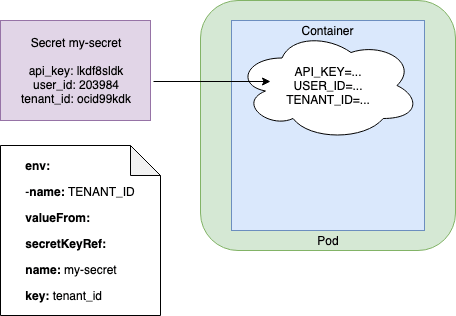 Secret my-secret
api_key: lkdf8sldk
user_id: 203984
tenant_id: ocid99kdk
Container
API_KEY=...
USER_ID=...
TENANT_ID=...
Pod
env:
-name: TENANT_ID
valueFrom:
secretKeyRef:
name: my-secret
key: tenant_id